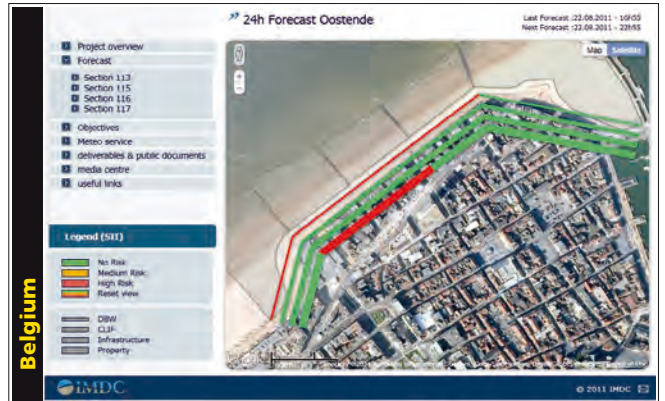 24h Forecast Oostende
Last Forecast :22.08.2011 - 10h55
Next Forecast :22.08.2011 - 22h55
Project overview
Forecast
Section 113
Section 115
Section 116
Section 117
Objectives
Meteo service
deliverables & public documents
media centre
useful links
Map
Satellite
Legend (SII)
No Risk
Medium Risk
High Risk
Reset view
DBW
CLIF
Infrastructure
Property
Belgium
IMDC
© 2011 IMDC